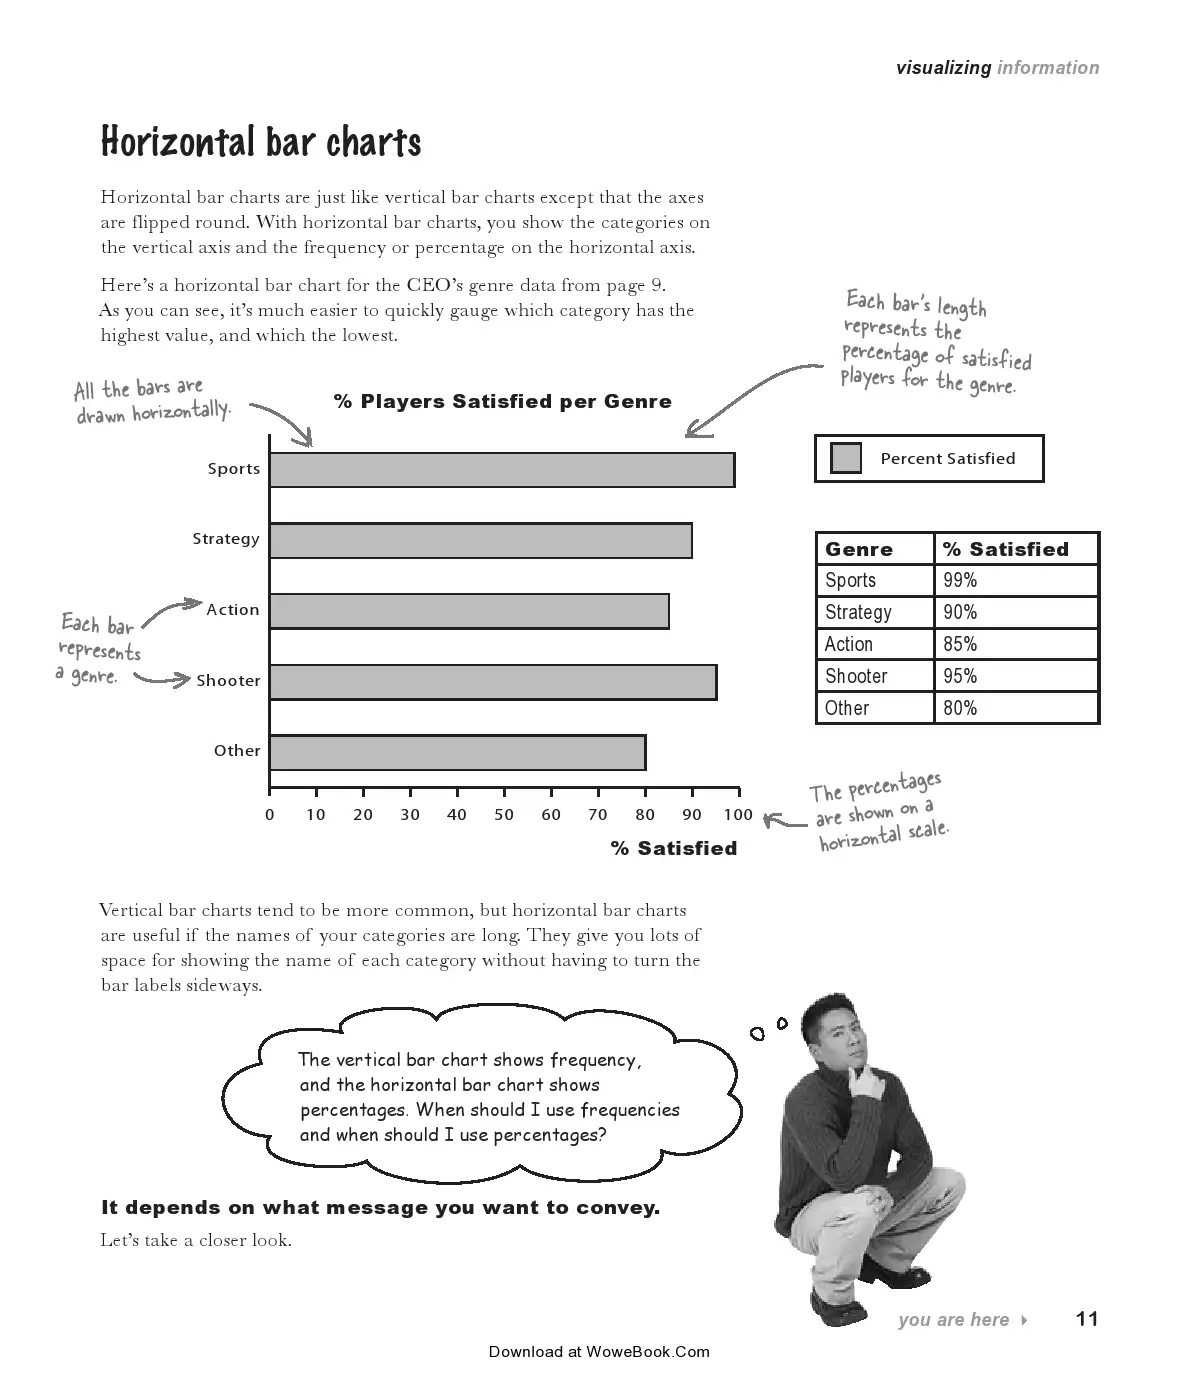 visualizing information
Horizontal bar charts
Horizontal bar charts are just like vertical bar charts except that the axes
are flipped round. With horizontal bar charts, you show the categories on
the vertical axis and the frequency or percentage on the horizontal axis.
Here’s a horizontal bar chart for the CEO’s genre data from page 9.
As you can see, it’s much easier to quickly gauge which category has the
highest value, and which the lowest.
Each bar’s length
represents the
percentage of satisfied
players for the genre.
All the bars are
drawn horizontally.
% Players Satisfied per Genre
Sports
Strategy
Action
Shooter
Other
Each bar
represents
a genre.
0 10 20 30 40 50 60 70 80 90 100
% Satisfied
Percent Satisfied
Genre % Satisfied
Sports 99%
Strategy 90%
Action 85%
Shooter 95%
Other 80%
The percentages
are shown on a
horizontal scale.
Vertical bar charts tend to be more common, but horizontal bar charts
are useful if the names of your categories are long. They give you lots of
space for showing the name of each category without having to turn the
bar labels sideways.
The vertical bar chart shows frequency,
and the horizontal bar chart shows
percentages. When should I use frequencies
and when should I use percentages?
It depends on what message you want to convey.
Let’s take a closer look.
you are here 11
Download at WoweBook.Com